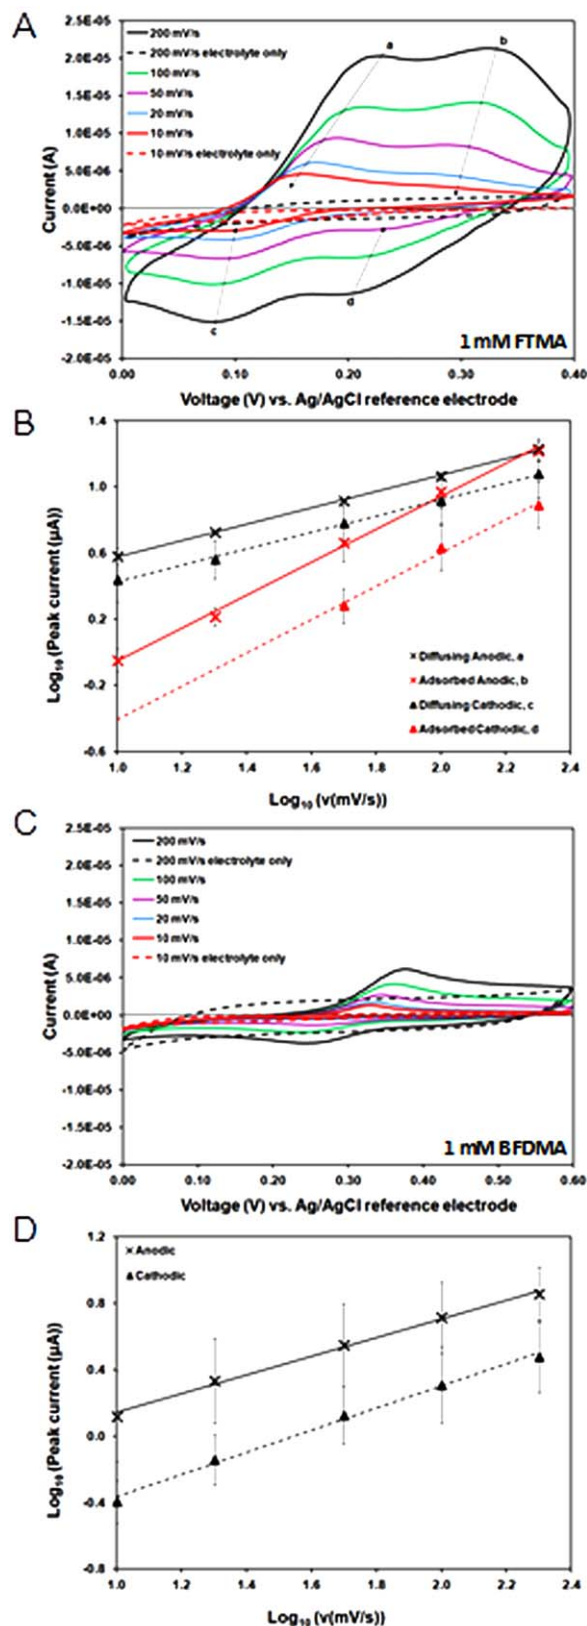 A
2.5E-05
2.0E-05
1.5E-05
1.0E-05
5.0E-06
0.0E+00
-5.0E-06
-1.0E-05
-1.5E-05
-2.0E-05
Current (A)
200 mV/s
200 mV/s electrolyte only
100 mV/s
50 mV/s
20 mV/s
10 mV/s
10 mV/s electrolyte only
a
b
c
d
1 mM FTMA
0.00 0.10 0.20 0.30 0.40
Voltage (V) vs. Ag/AgCl reference electrode
B
1.4
1.0
0.6
0.2
-0.2
-0.6
Log10 (Peak current (µA))
Diffusing Anodic, a
Adsorbed Anodic, b
Diffusing Cathodic, c
Adsorbed Cathodic, d
1.0 1.2 1.4 1.6 1.8 2.0 2.2 2.4
Log10 (v(mV/s))
C
2.5E-05
2.0E-05
1.5E-05
1.0E-05
5.0E-06
0.0E+00
-5.0E-06
-1.0E-05
-1.5E-05
-2.0E-05
Current (A)
200 mV/s
200 mV/s electrolyte only
100 mV/s
50 mV/s
20 mV/s
10 mV/s
10 mV/s electrolyte only
1 mM BFDMA
0.00 0.10 0.20 0.30 0.40 0.50 0.60
Voltage (V) vs. Ag/AgCl reference electrode
D
1.2
0.8
0.4
0.0
-0.4
-0.8
Log10 (Peak current (µA))
Anodic
Cathodic
1.0 1.2 1.4 1.6 1.8 2.0 2.2 2.4
Log10 (v(mV/s))